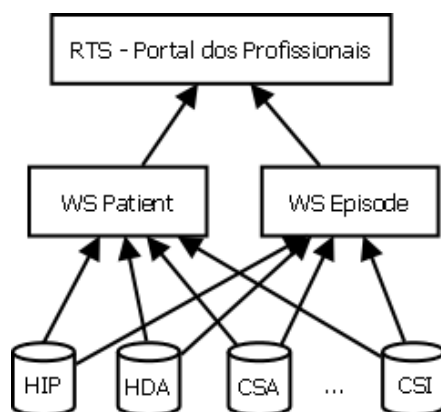 RTS - Portal dos Profissionais
WS Patient WS Episode
HIP HDA CSA ... CSI